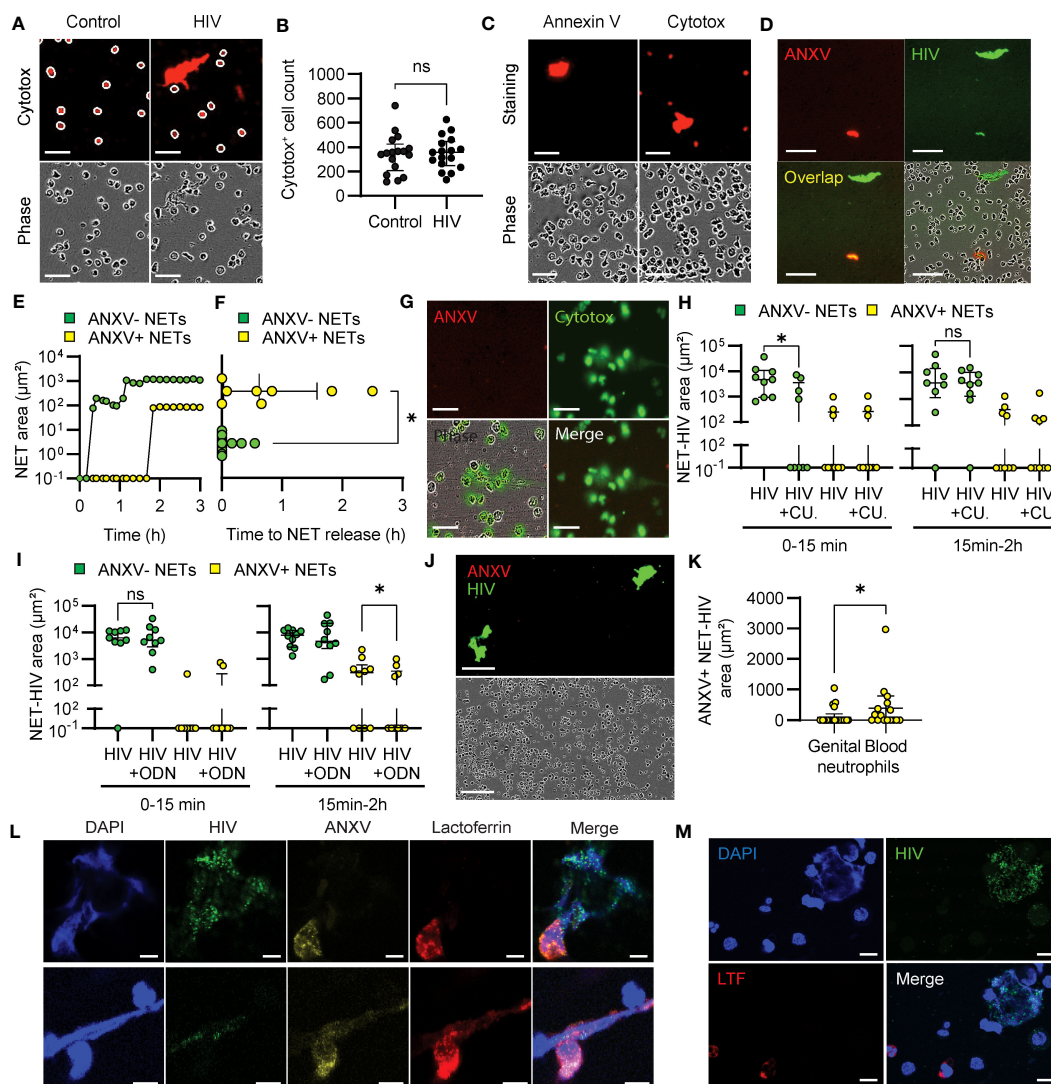 A
Control
HIV
Cytotox
Phase
B
ns
Cytotox⁺ cell count
1000
800
600
400
200
0
Control
HIV
C
Annexin V
Cytotox
Staining
Phase
D
ANXV
HIV
Overlap
E
ANXV- NETs
ANXV+ NETs
NET area (µm²)
10⁴
10³
10²
10¹
10⁰
10⁻¹
0 1 2 3
Time (h)
F
ANXV- NETs
ANXV+ NETs
*
0 1 2 3
Time to NET release (h)
G
ANXV
Cytotox
Phase
Merge
H
ANXV- NETs
ANXV+ NETs
NET-HIV area (µm²)
10⁵
10⁴
10³
10²
10²
10⁻¹
*
ns
HIV
HIV
+CU.
HIV
HIV
+CU.
HIV
HIV
+CU.
HIV
HIV
+CU.
0-15 min
15min-2h
I
ANXV- NETs
ANXV+ NETs
NET-HIV area (µm²)
10⁵
10⁴
10³
10²
10²
10⁻¹
ns
*
HIV
HIV
+ODN
HIV
HIV
+ODN
HIV
HIV
+ODN
HIV
HIV
+ODN
0-15 min
15min-2h
J
ANXV
HIV
K
ANXV+ NET-HIV
area (µm²)
4000
3000
2000
1000
0
*
Genital Blood
neutrophils
L
DAPI
HIV
ANXV
Lactoferrin
Merge
M
DAPI
HIV
LTF
Merge